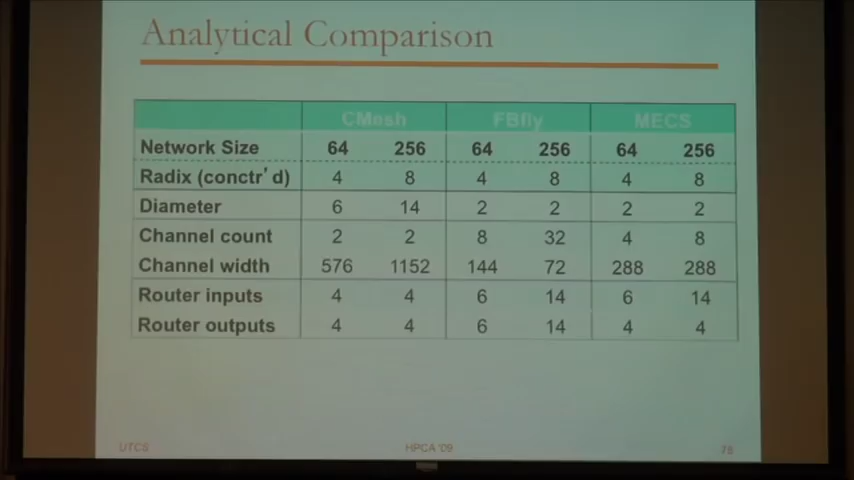 Analytical Comparison
CMesh FBfly MECS
Network Size 64 256 64 256 64 256
Radix (conctr'd) 4 8 4 8 4 8
Diameter 6 14 2 2 2 2
Channel count 2 2 8 32 4 8
Channel width 576 1152 144 72 288 288
Router inputs 4 4 6 14 6 14
Router outputs 4 4 6 14 4 4
UTCS HPCA '09 75